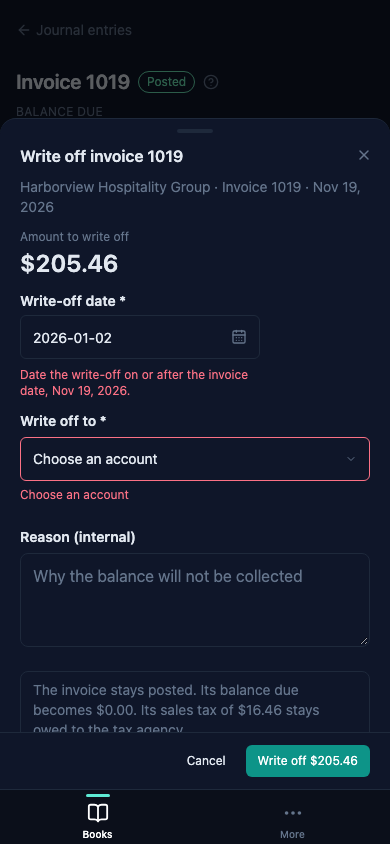 Journal entries
Invoice 1019 Posted
BALANCE DUE
Write off invoice 1019
Harborview Hospitality Group · Invoice 1019 · Nov 19,
2026
Amount to write off
$205.46
Write-off date *
2026-01-02
Date the write-off on or after the invoice
date, Nov 19, 2026.
Write off to *
Choose an account
Choose an account
Reason (internal)
Why the balance will not be collected
The invoice stays posted. Its balance due
becomes $0.00. Its sales tax of $16.46 stays
owed to the tax agency
Cancel Write off $205.46
Books More